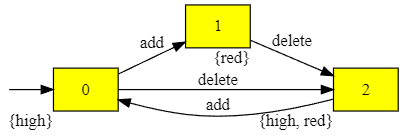 1
add
{red}
delete
0
delete
2
add
{high}
{high, red}